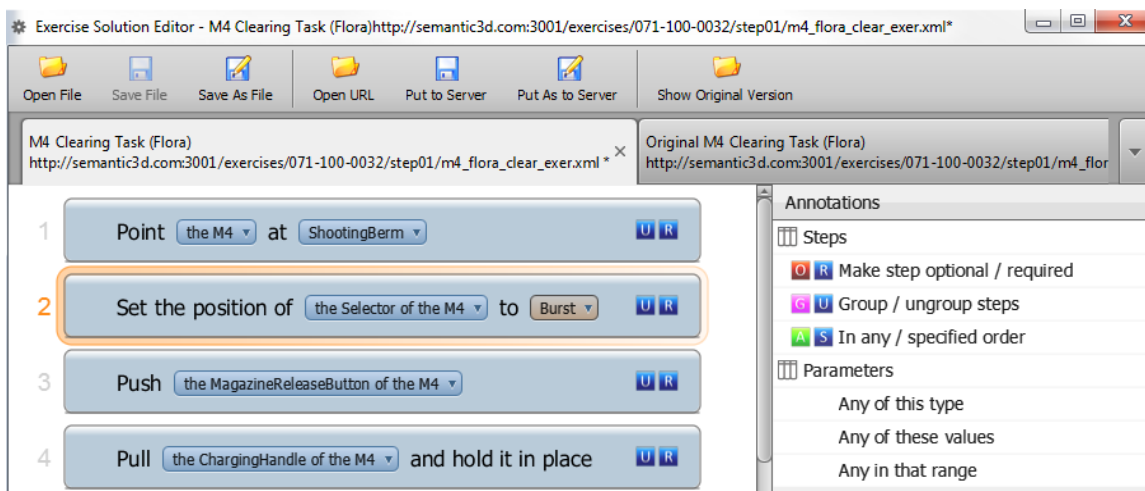 Exercise Solution Editor - M4 Clearing Task (Flora)http://semantic3d.com:3001/exercises/071-100-0032/step01/m4_flora_clear_exer.xml*
Open File Save File Save As File Open URL Put to Server Put As to Server Show Original Version
M4 Clearing Task (Flora)
http://semantic3d.com:3001/exercises/071-100-0032/step01/m4_flora_clear_exer.xml *
Original M4 Clearing Task (Flora)
http://semantic3d.com:3001/exercises/071-100-0032/step01/m4_flor
1 Point the M4 at ShootingBerm U R
2 Set the position of the Selector of the M4 to Burst U R
3 Push the MagazineReleaseButton of the M4 U R
4 Pull the ChargingHandle of the M4 and hold it in place U R
Annotations
Steps
O R Make step optional / required
G U Group / ungroup steps
A S In any / specified order
Parameters
Any of this type
Any of these values
Any in that range